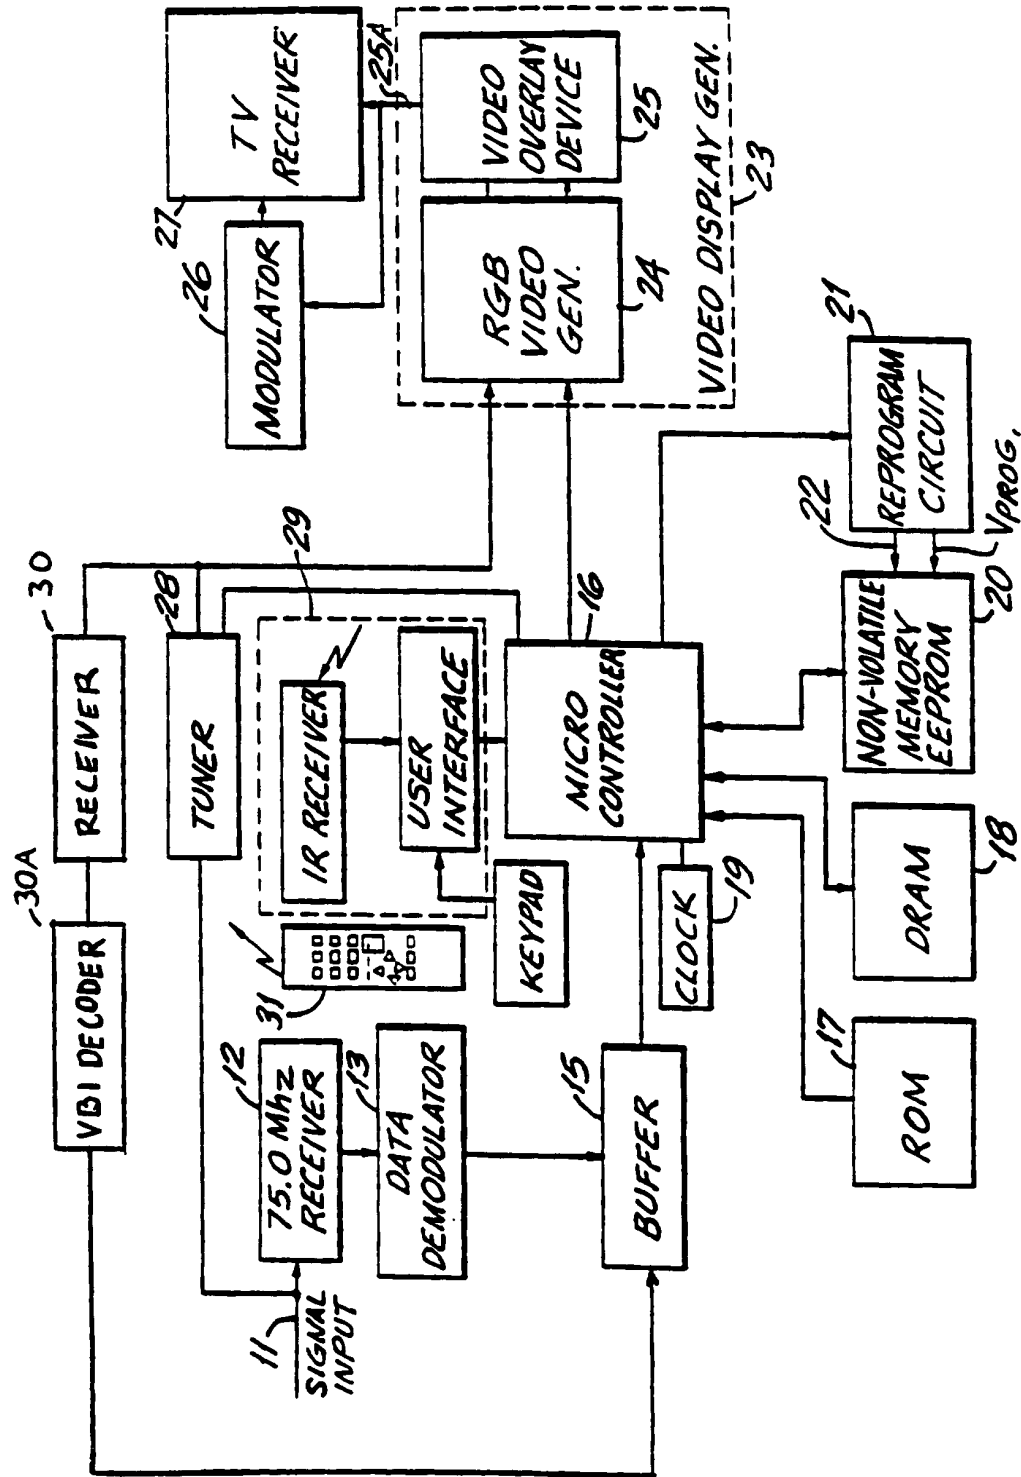 30A
30
VBI DECODER
RECEIVER
28
TUNER
26
MODULATOR
27
TV
RECEIVER
25A
11
SIGNAL
INPUT
12
75.0 Mhz
RECEIVER
13
DATA
DEMODULATOR
31
IR RECEIVER
29
USER
INTERFACE
KEYPAD
RGB
VIDEO
GEN.
24
VIDEO
OVERLAY
DEVICE
25
VIDEO DISPLAY GEN.
23
15
BUFFER
16
MICRO
CONTROLLER
CLOCK
19
17
ROM
DRAM
18
NON-VOLATILE
MEMORY
EEPROM
20
22
VPROG.
21
REPROGRAM
CIRCUIT